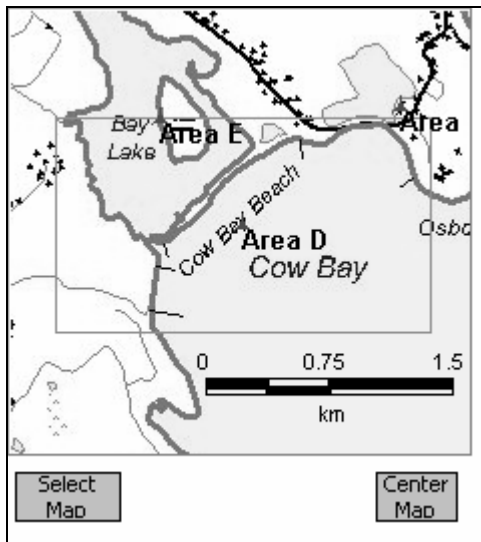 Bay
Lake
Area E
Area
Cow Bay Beach
Osbo
Area D
Cow Bay
0 0.75 1.5
km
Select
Map
Center
Map